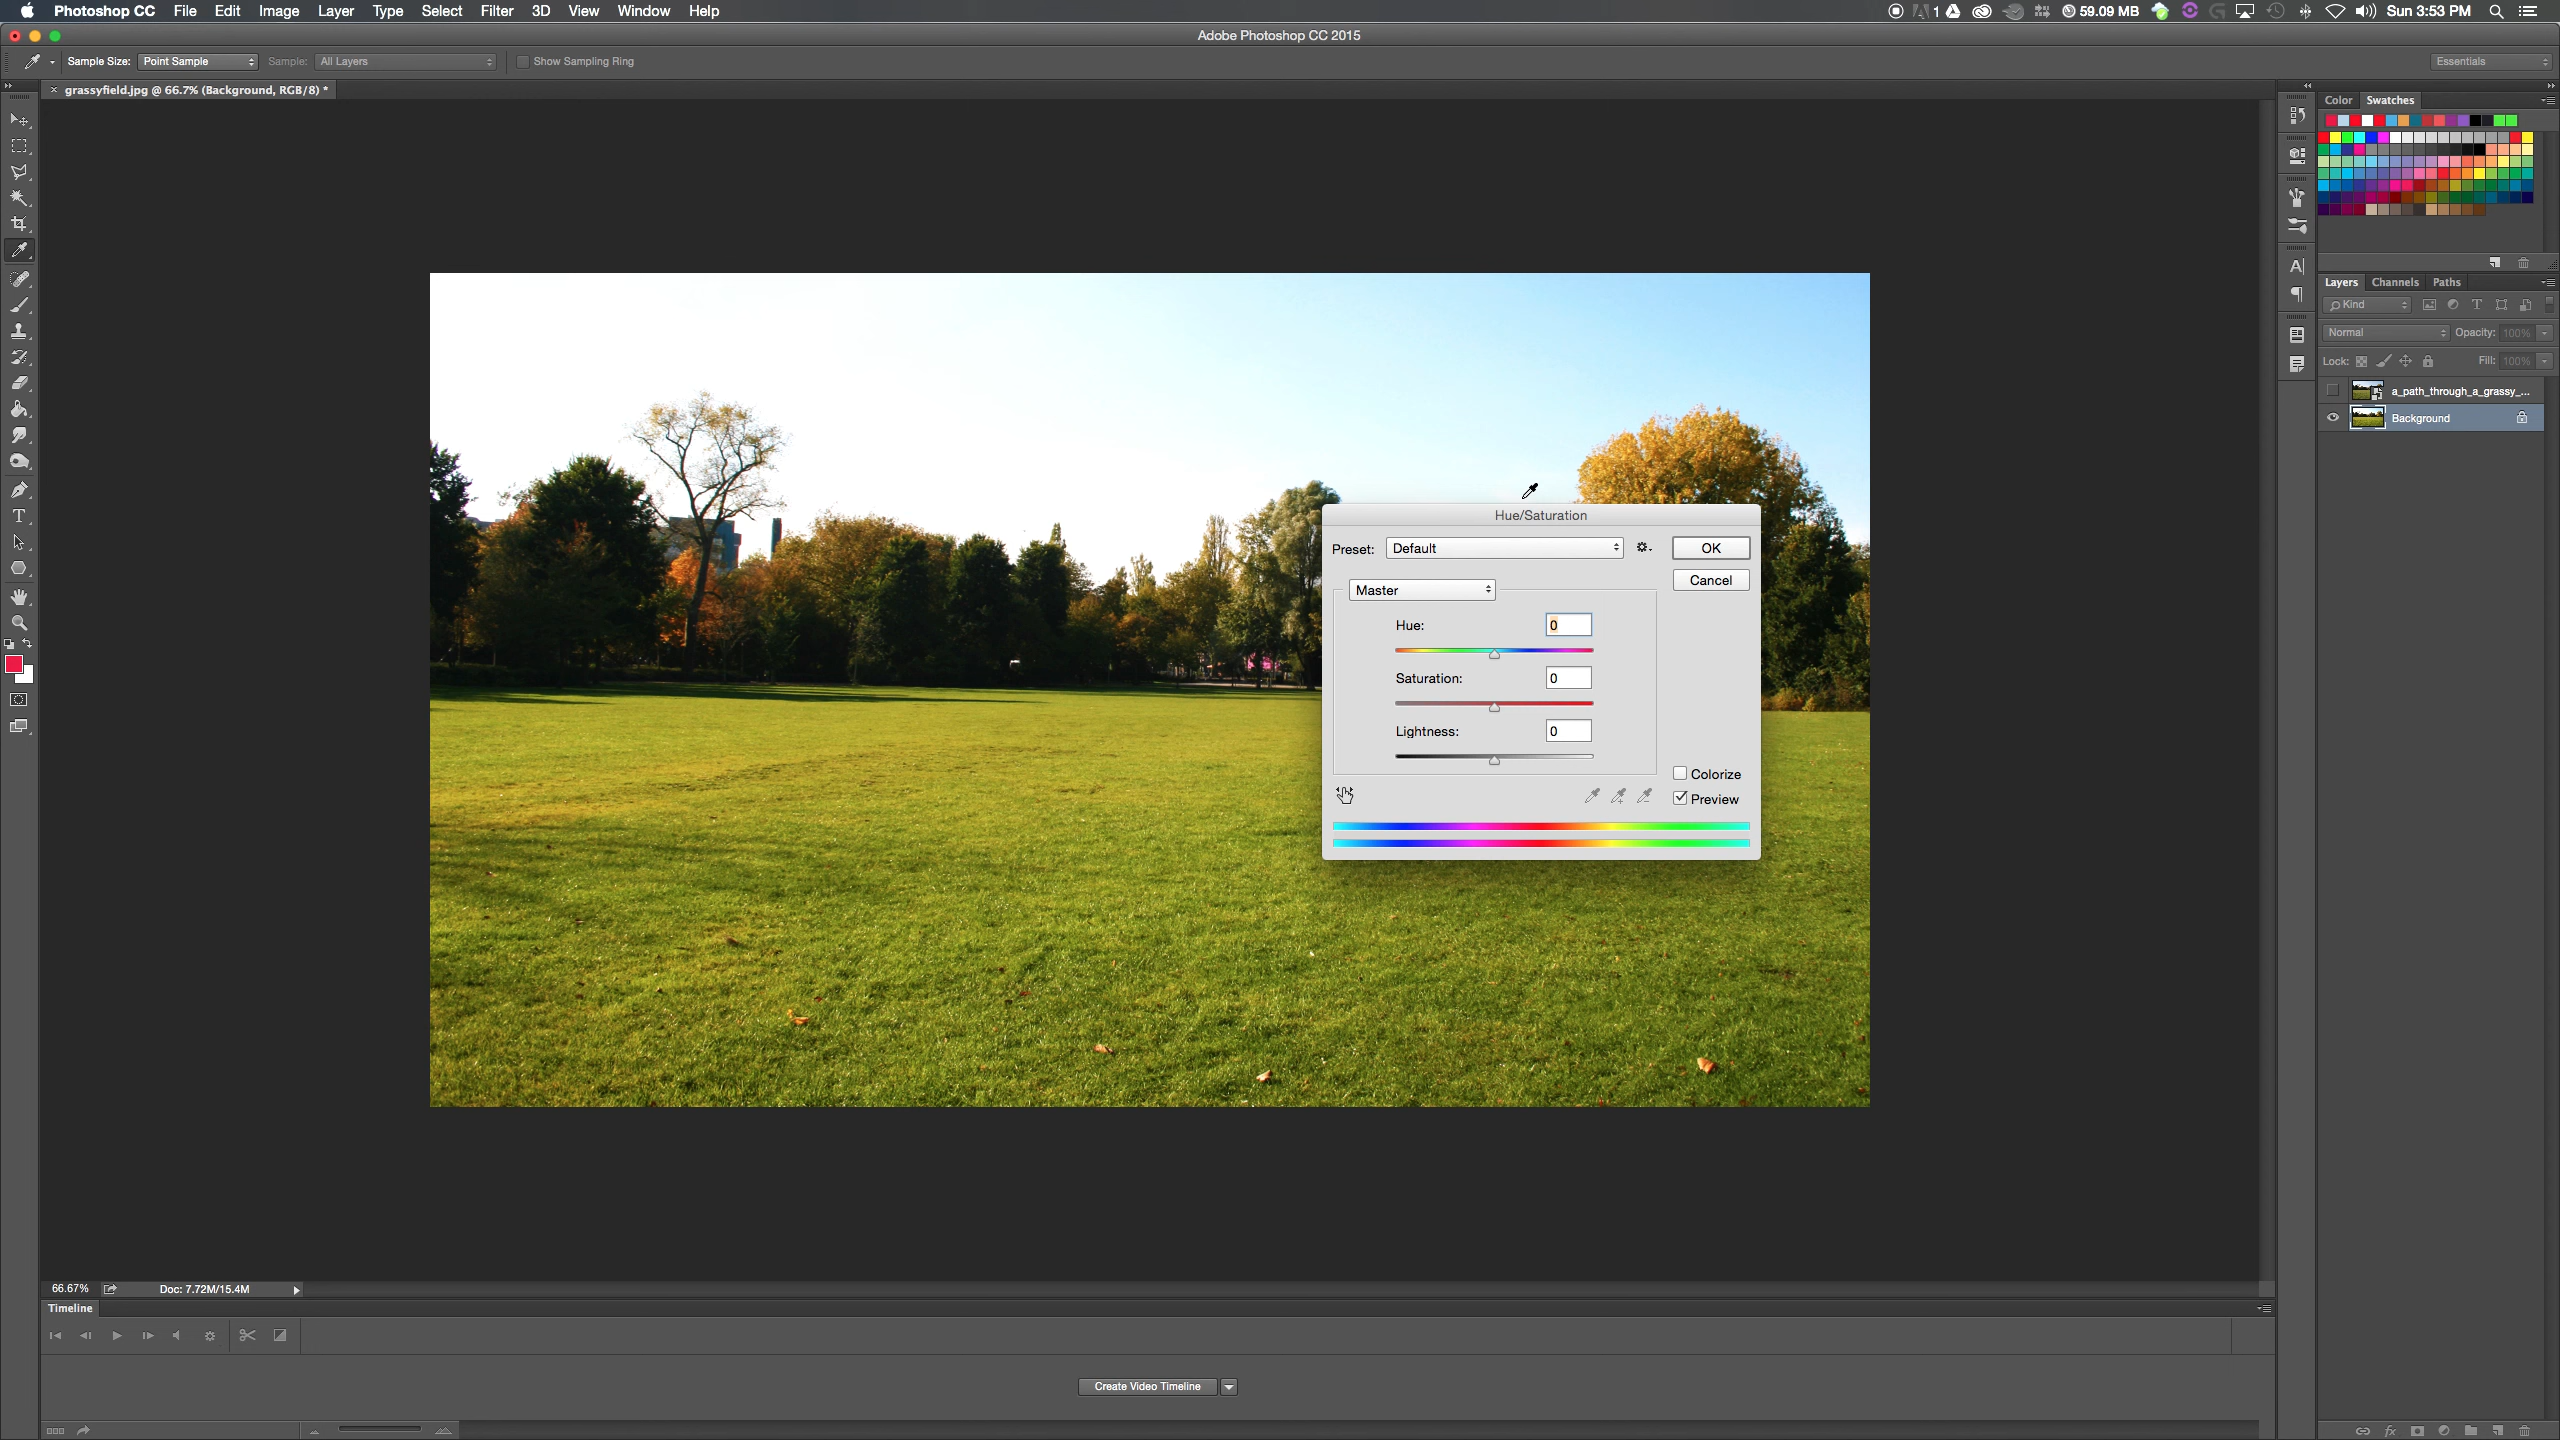 Photoshop CC File Edit Image Layer Type Select Filter 3D View Window Help 1 59.09 MB Sun 3:53 PM
Adobe Photoshop CC 2015
Sample Size: Point Sample Sample: All Layers Show Sampling Ring Essentials
× grassyfield.jpg @ 66.7% (Background, RGB/8) *
Color Swatches
Layers Channels Paths
Kind
Normal Opacity: 100%
Lock: Fill: 100%
a_path_through_a_grassy_...
Background
Hue/Saturation
Preset: Default OK
Cancel
Master
Hue: 0
Saturation: 0
Lightness: 0
Colorize
Preview
66.67% Doc: 7.72M/15.4M
Timeline
Create Video Timeline